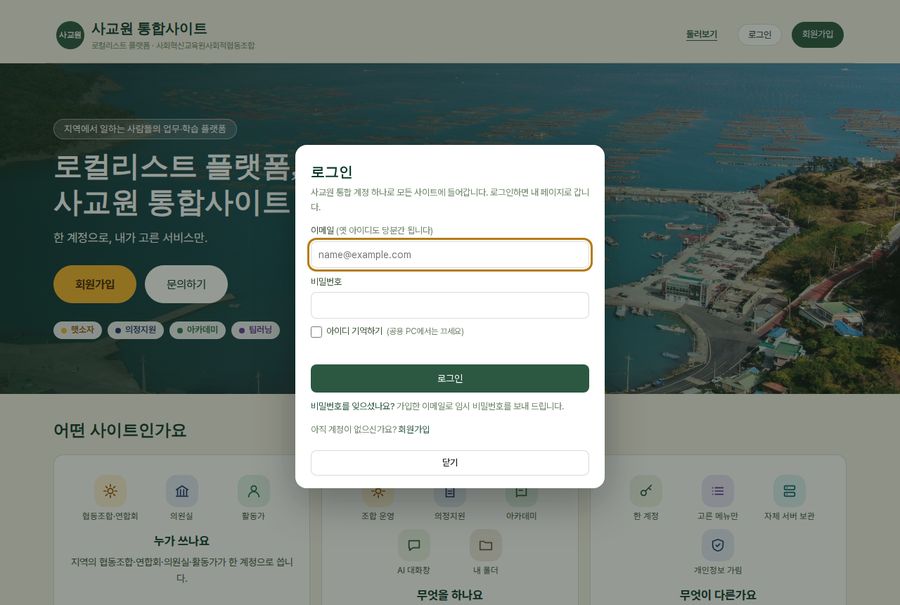 사교원
사교원 통합사이트
로컬리스트 플랫폼 · 사회혁신교육원사회적협동조합
둘러보기
로그인
회원가입
지역에서 일하는 사람들의 업무·학습 플랫폼
로컬리스트 플랫폼,
사교원 통합사이트
한 계정으로, 내가 고른 서비스만.
회원가입
문의하기
햇소자
의정지원
아카데미
팀러닝
로그인
사교원 통합 계정 하나로 모든 사이트에 들어갑니다. 로그인하면 내 페이지로 갑니
다.
이메일 (옛 아이디도 당분간 됩니다)
name@example.com
비밀번호
아이디 기억하기 (공용 PC에서는 끄세요)
로그인
비밀번호를 잊으셨나요? 가입한 이메일로 임시 비밀번호를 보내 드립니다.
아직 계정이 없으신가요? 회원가입
닫기
어떤 사이트인가요
협동조합·연합회
의원실
활동가
누가 쓰나요
지역의 협동조합·연합회·의원실·활동가가 한 계정으로 씁니
다.
조합 운영
의정지원
아카데미
AI 대화창
내 폴더
무엇을 하나요
한 계정
고른 메뉴만
자체 서버 보관
개인정보 가림
무엇이 다른가요